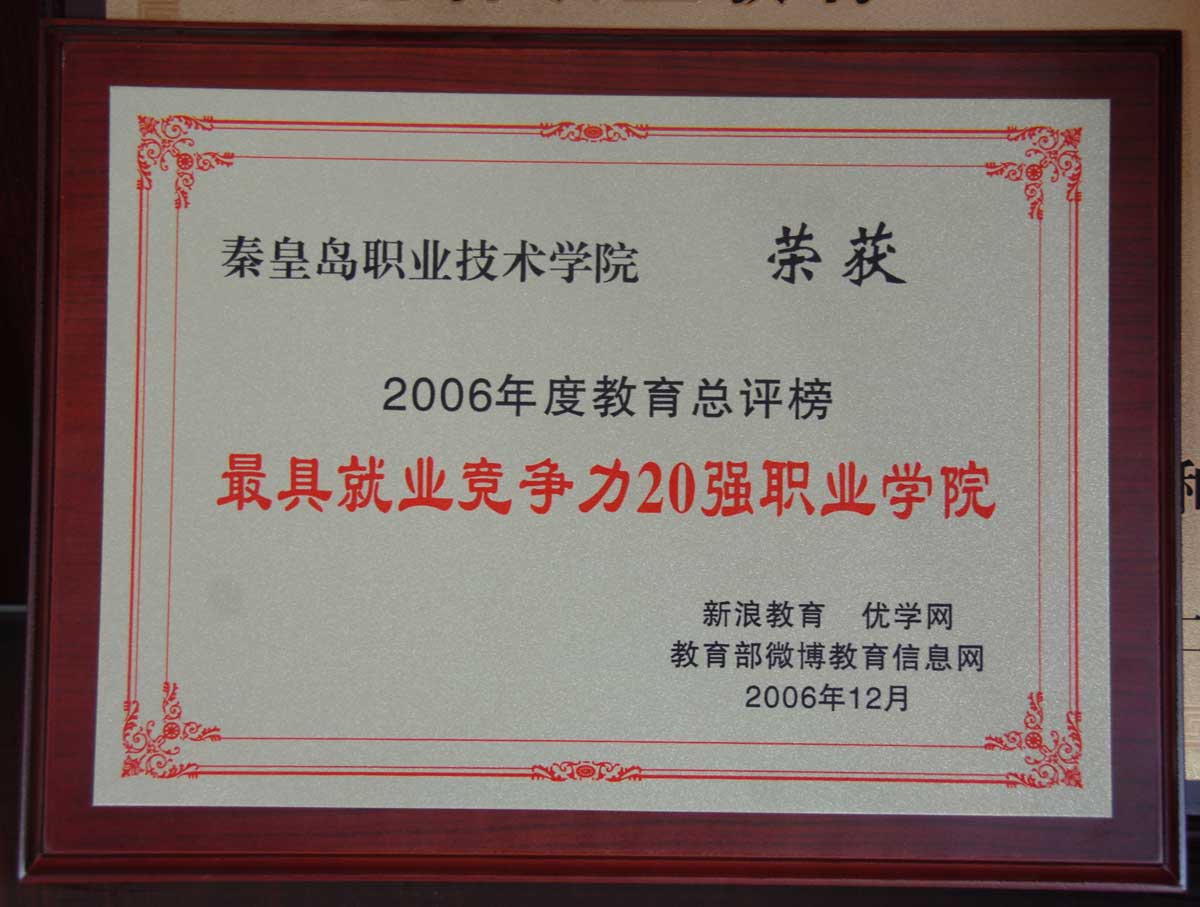 秦皇岛职业技术学院 荣获
2006年度教育总评榜
最具就业竞争力20强职业学院
新浪教育 优学网
教育部微博教育信息网
2006年12月